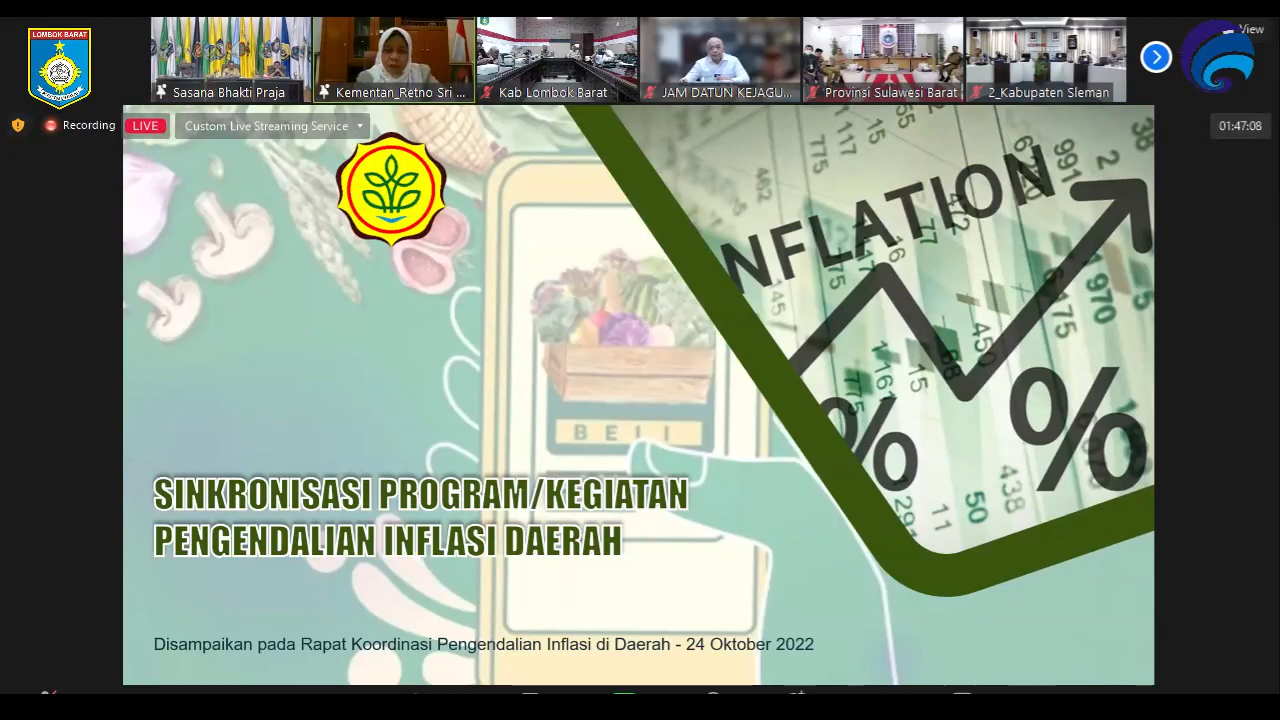 LOMBOK BARAT
Sasana Bhakti Praja
Kementan_Retno Sri ...
Kab Lombok Barat
JAM DATUN KEJAGU...
Provinsi Sulawesi Barat
2_Kabupaten Sleman
View
Recording
LIVE
Custom Live Streaming Service
01:47:08
NFLATION
BELI
% %
SINKRONISASI PROGRAM/KEGIATAN
PENGENDALIAN INFLASI DAERAH
Disampaikan pada Rapat Koordinasi Pengendalian Inflasi di Daerah - 24 Oktober 2022